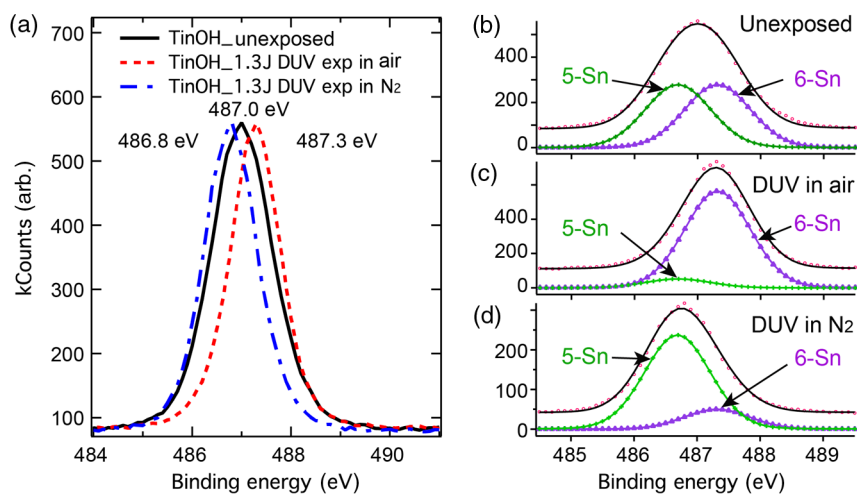 (a)
TinOH_unexposed
TinOH_1.3J DUV exp in air
TinOH_1.3J DUV exp in N₂
487.0 eV
486.8 eV
487.3 eV
kCounts (arb.)
700
600
500
400
300
200
100
484
486
488
490
Binding energy (eV)
(b)
Unexposed
5-Sn
6-Sn
400
200
0
(c)
DUV in air
5-Sn
6-Sn
400
200
0
(d)
DUV in N₂
5-Sn
6-Sn
200
100
0
485
486
487
488
489
Binding energy (eV)